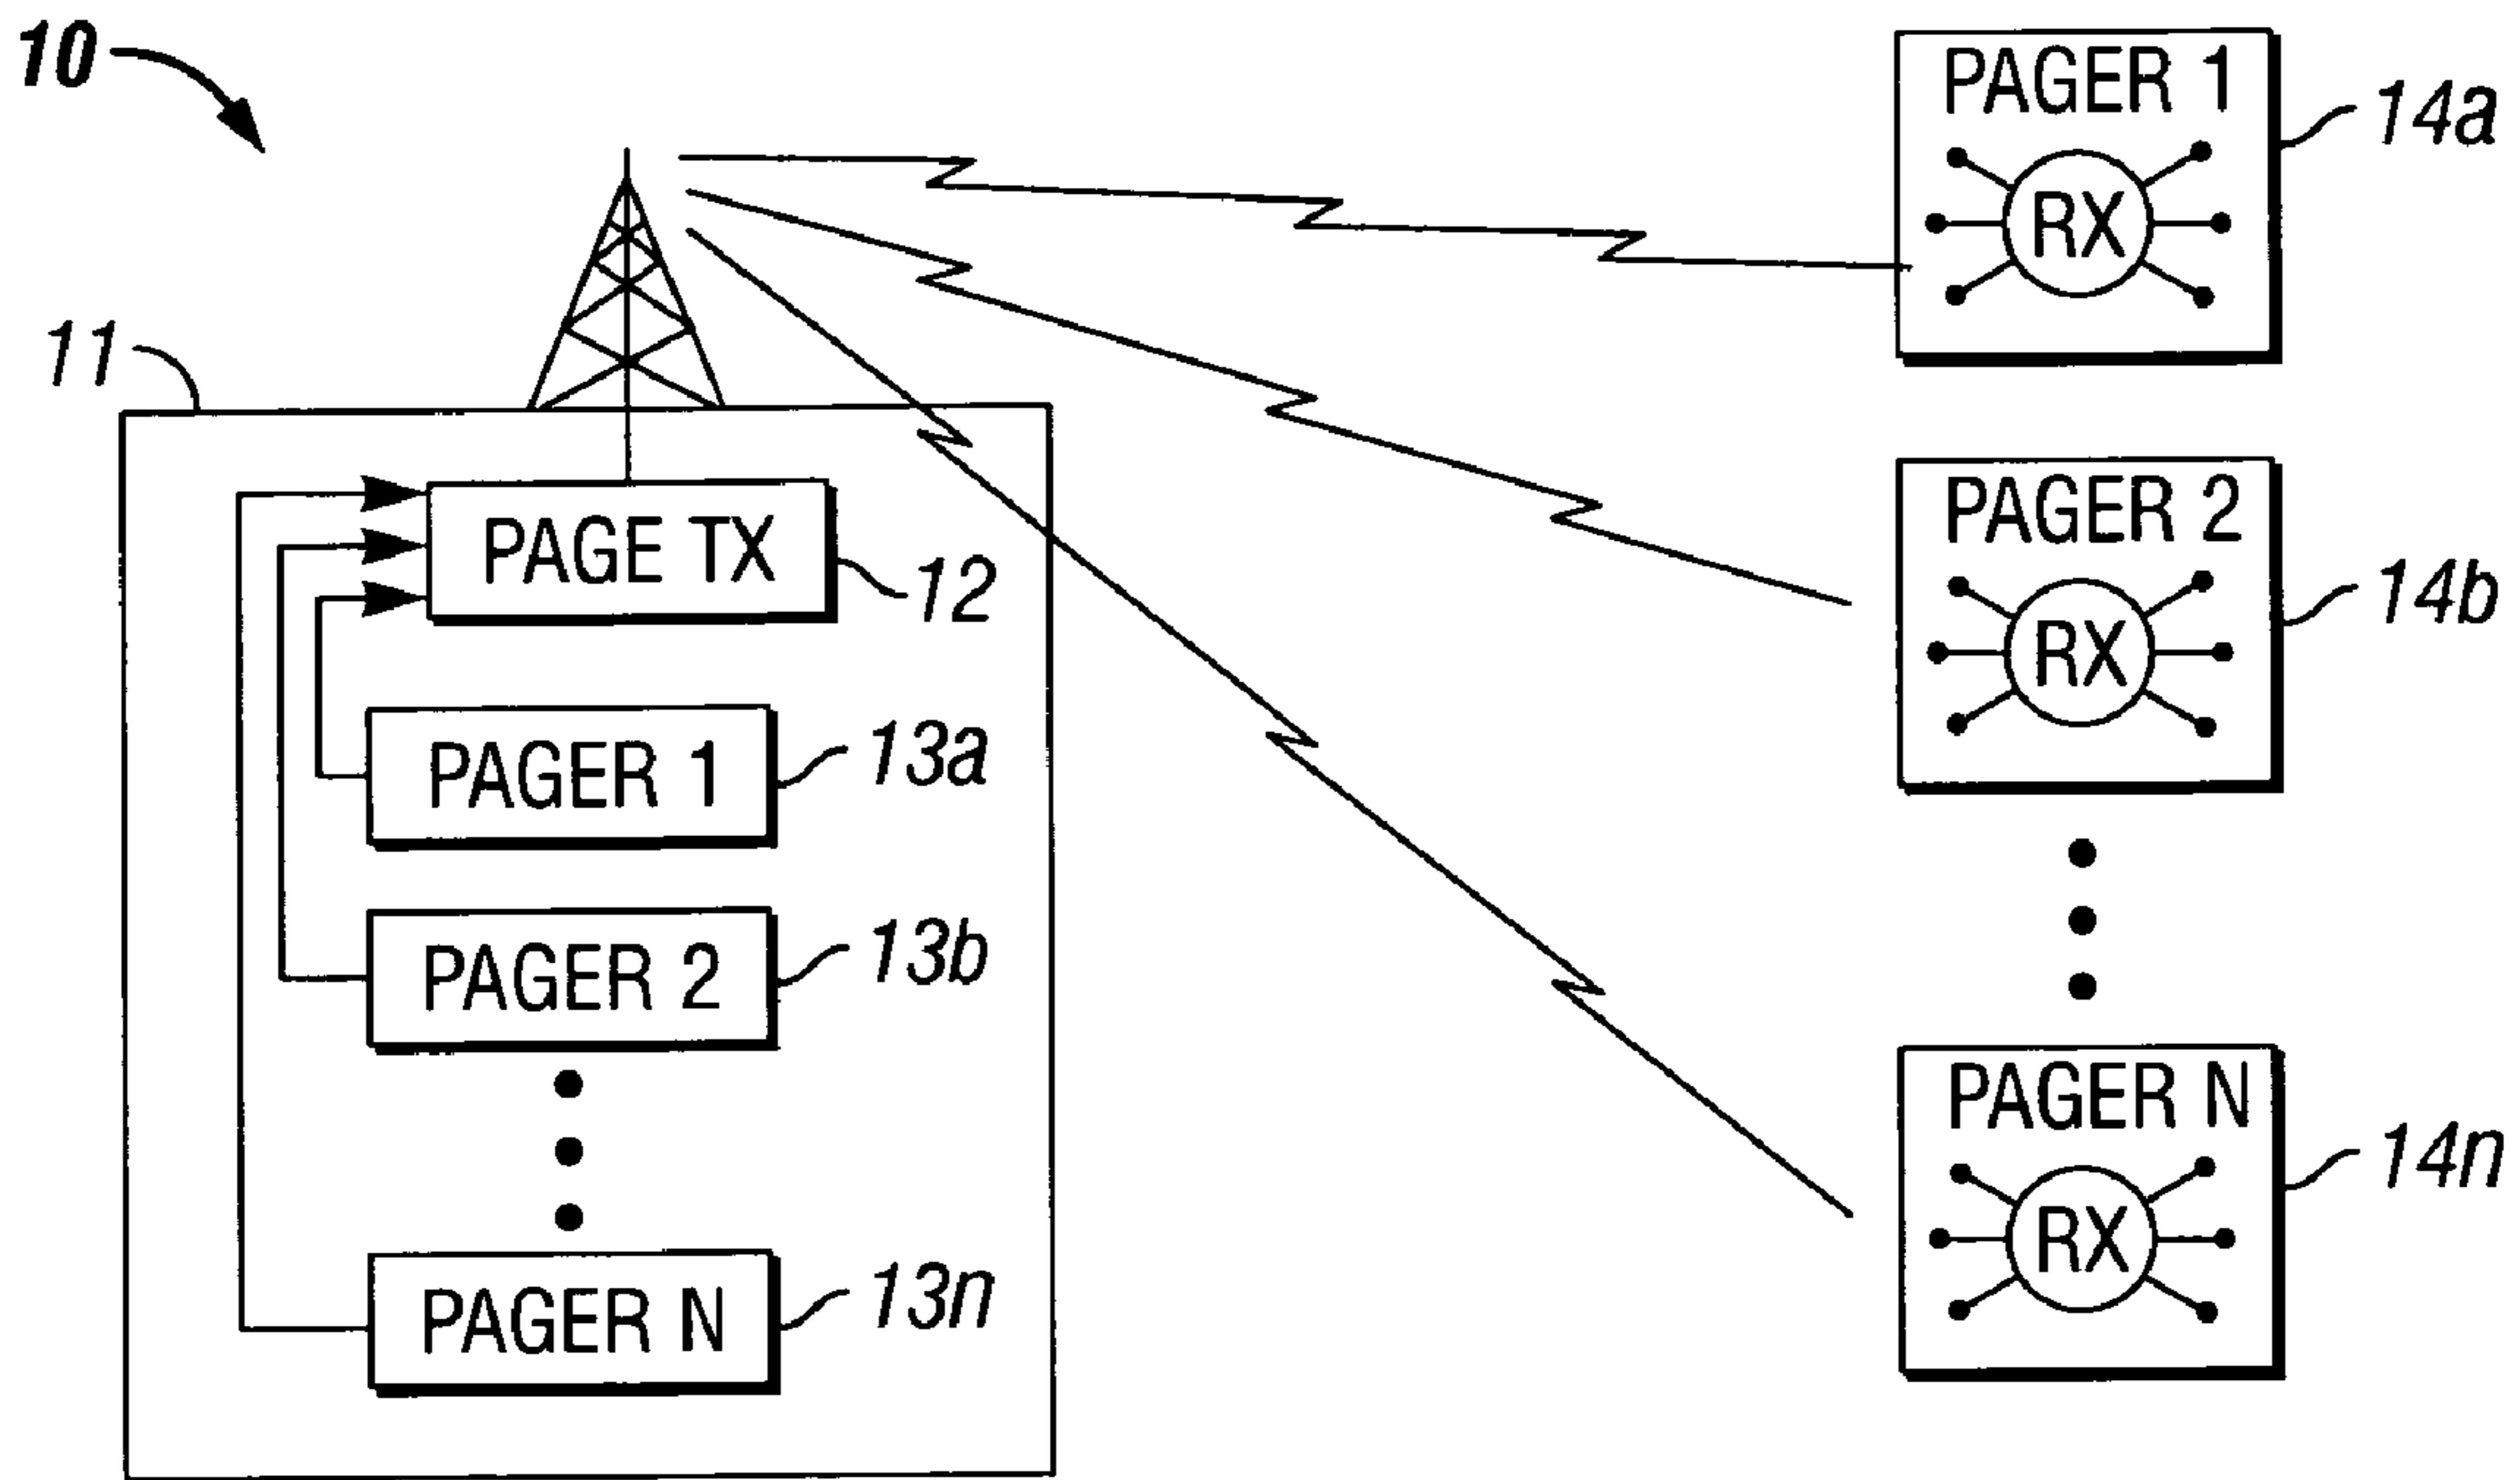 10
11
PAGE TX
12
PAGER 1
13a
PAGER 2
13b
PAGER N
13n
PAGER 1
RX
14a
PAGER 2
RX
14b
PAGER N
RX
14n